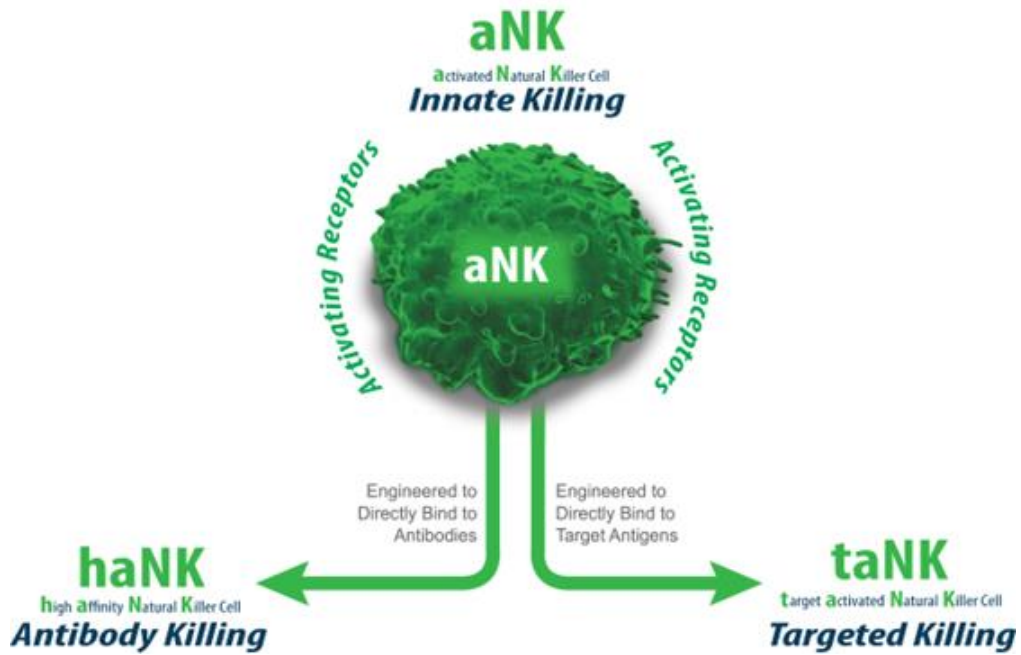 aNK
activated Natural Killer Cell
Innate Killing
Activating Receptors
Activating Receptors
aNK
Engineered to
Directly Bind to
Antibodies
Engineered to
Directly Bind to
Target Antigens
haNK
high affinity Natural Killer Cell
Antibody Killing
taNK
target activated Natural Killer Cell
Targeted Killing